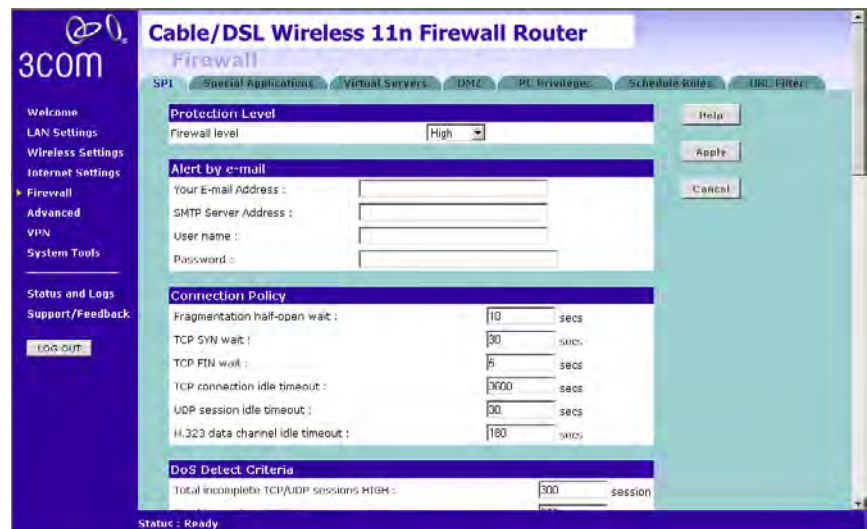 3com
Cable/DSL Wireless 11n Firewall Router
Firewall
SPI Special Applications Virtual Servers DMZ PC Privileges Schedule Rules URL Filter
Welcome
LAN Settings
Wireless Settings
Internet Settings
Firewall
Advanced
VPN
System Tools
Status and Logs
Support/Feedback
LOG OUT
Protection Level
Firewall level High
Help
Apply
Cancel
Alert by e-mail
Your E-mail Address :
SMTP Server Address :
User name :
Password :
Connection Policy
Fragmentation half-open wait : 10 secs
TCP SYN wait : 30 secs
TCP FIN wait : 5 secs
TCP connection idle timeout : 3600 secs
UDP session idle timeout : 30 secs
H.323 data channel idle timeout : 180 secs
DoS Detect Criteria
Total incomplete TCP/UDP sessions HIGH : 300 session
Status : Ready